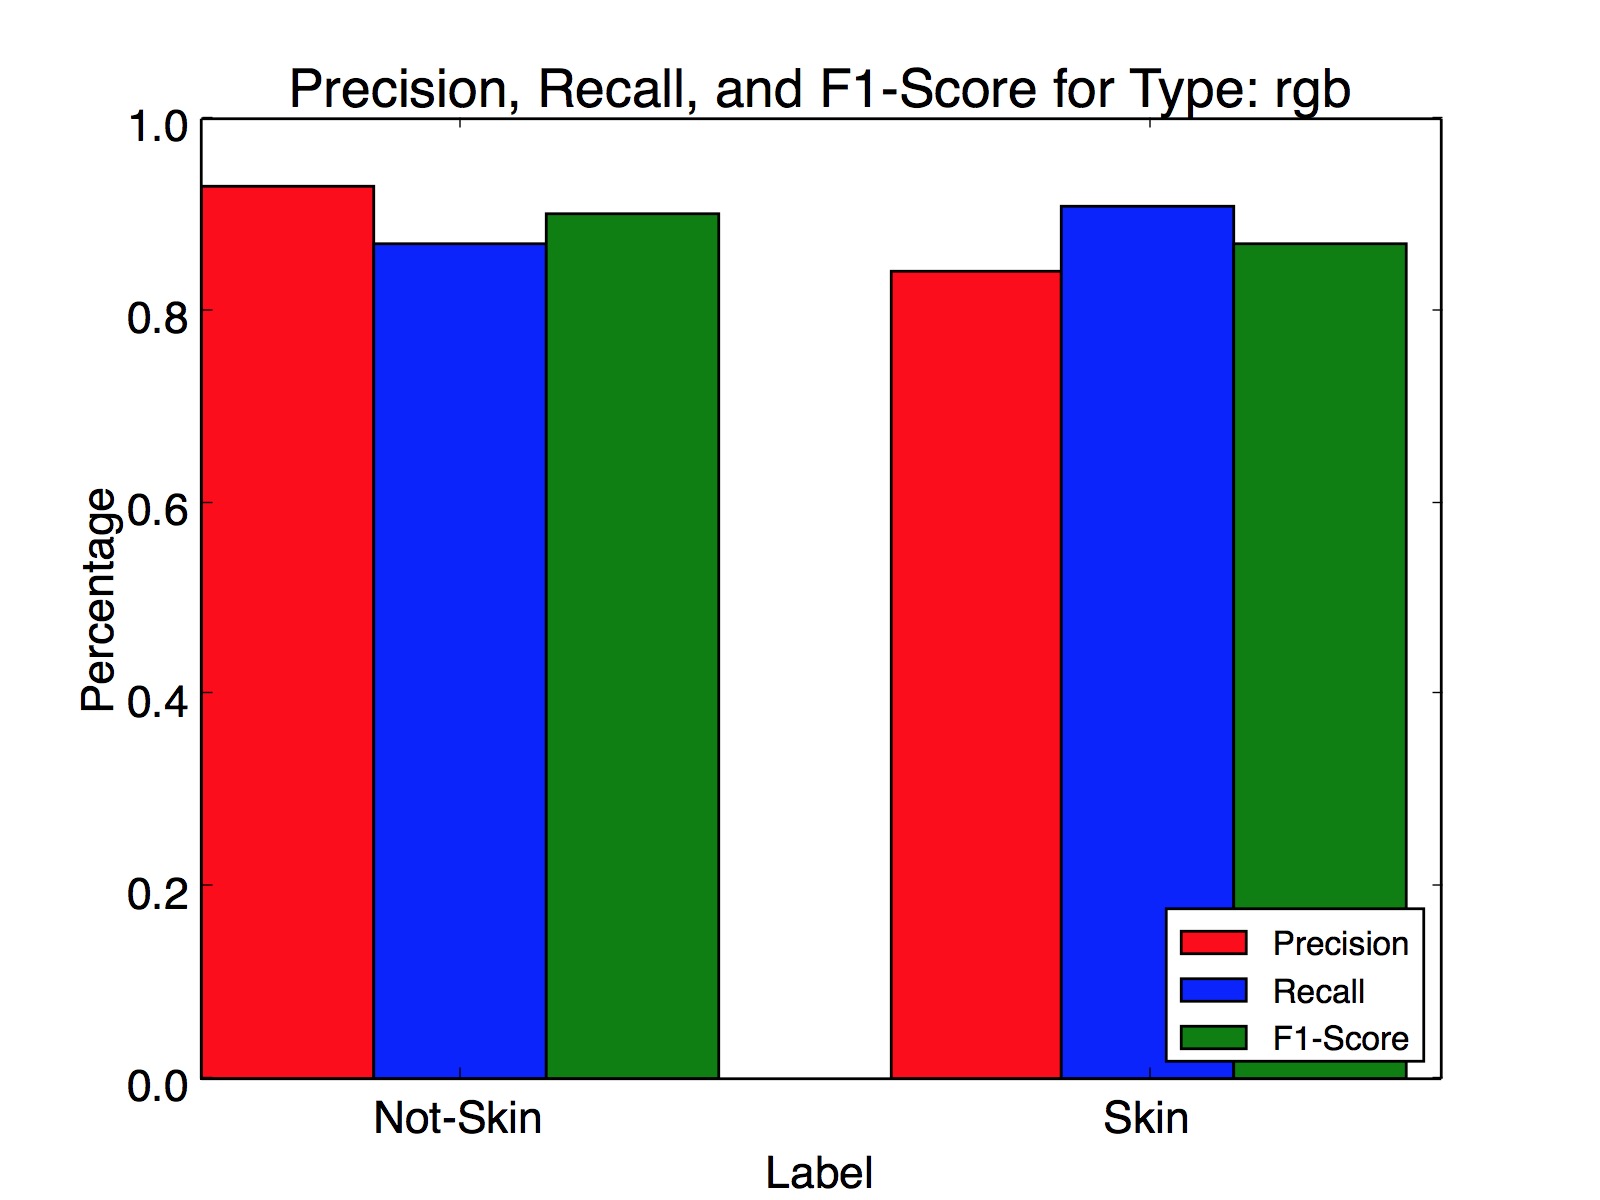 Precision, Recall, and F1-Score for Type: rgb
1.0
0.8
0.6
0.4
0.2
0.0
Percentage
Not-Skin
Skin
Label
Precision
Recall
F1-Score